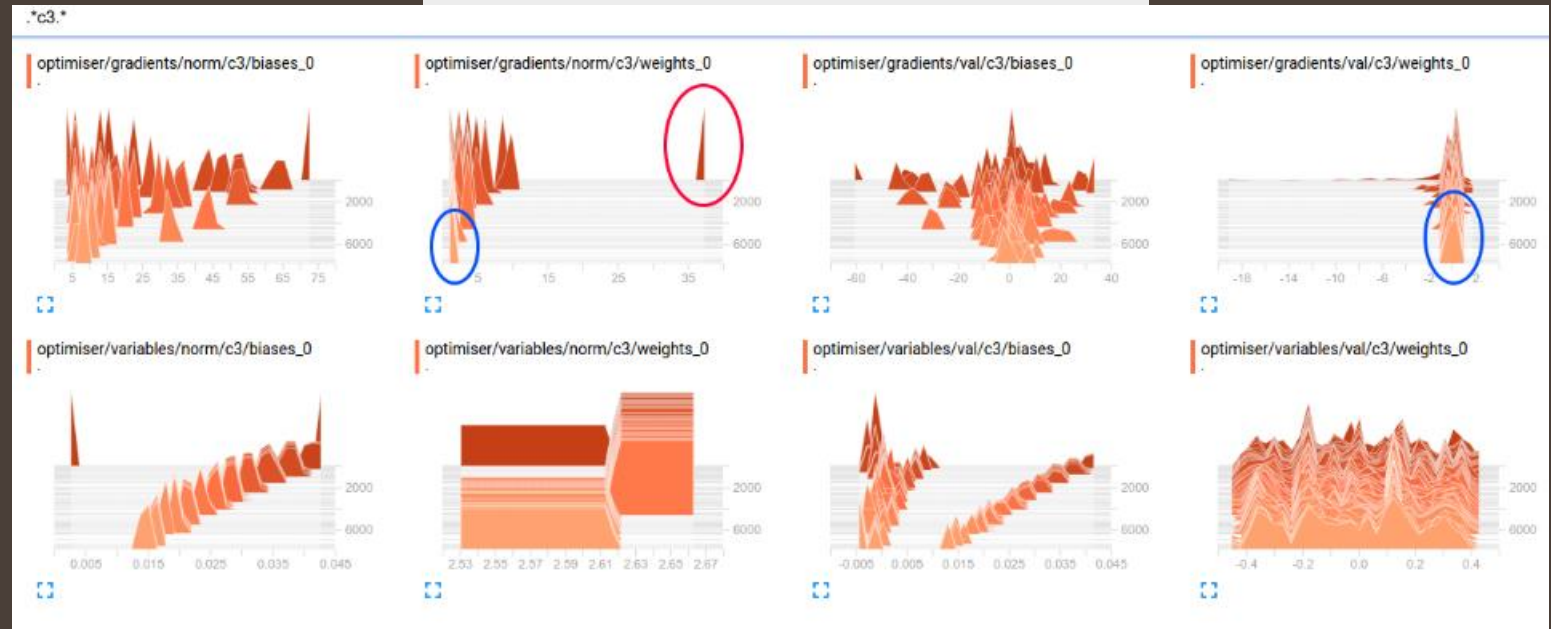 .*c3.*
optimiser/gradients/norm/c3/biases_0
.
2000
6000
5 15 25 35 45 55 65 75
optimiser/gradients/norm/c3/weights_0
.
2000
6000
5 15 25 35
optimiser/gradients/val/c3/biases_0
.
2000
6000
-60 -40 -20 0 20 40
optimiser/gradients/val/c3/weights_0
.
2000
6000
-18 -14 -10 -6 -2 2
optimiser/variables/norm/c3/biases_0
.
2000
6000
0.005 0.015 0.025 0.035 0.045
optimiser/variables/norm/c3/weights_0
.
2000
6000
2.53 2.55 2.57 2.59 2.61 2.63 2.65 2.67
optimiser/variables/val/c3/biases_0
.
2000
6000
-0.005 0.005 0.015 0.025 0.035 0.045
optimiser/variables/val/c3/weights_0
.
2000
6000
-0.4 -0.2 0.0 0.2 0.4